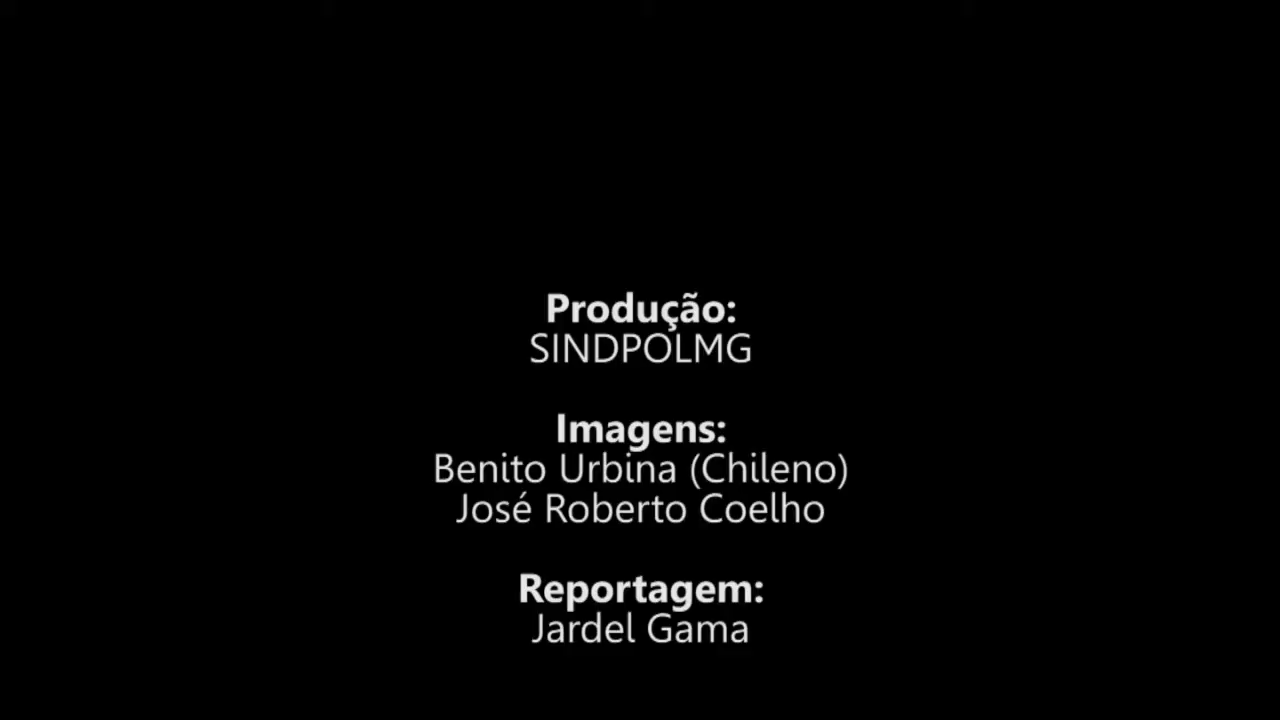 Produção:
SINDPOLMG
Imagens:
Benito Urbina (Chileno)
José Roberto Coelho
Reportagem:
Jardel Gama